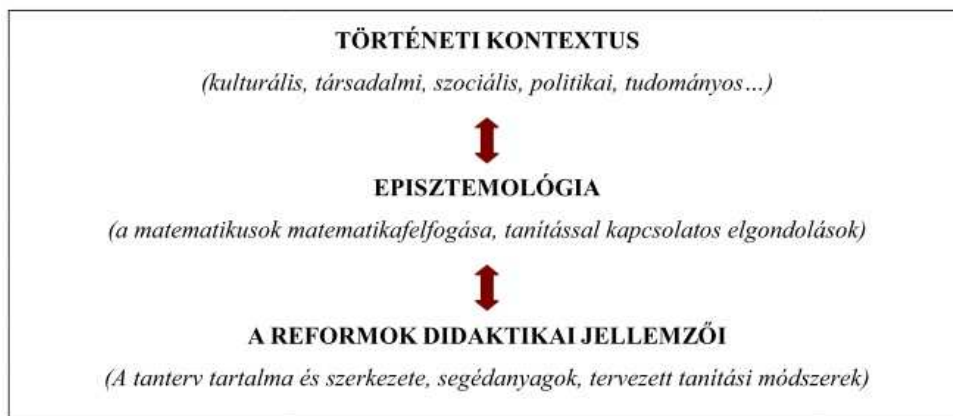 TÖRTÉNETI KONTEXTUS
(kulturális, társadalmi, szociális, politikai, tudományos…)
EPISZTEMOLÓGIA
(a matematikusok matematikafelfogása, tanítással kapcsolatos elgondolások)
A REFORMOK DIDAKTIKAI JELLEMZŐI
(A tanterv tartalma és szerkezete, segédanyagok, tervezett tanítási módszerek)